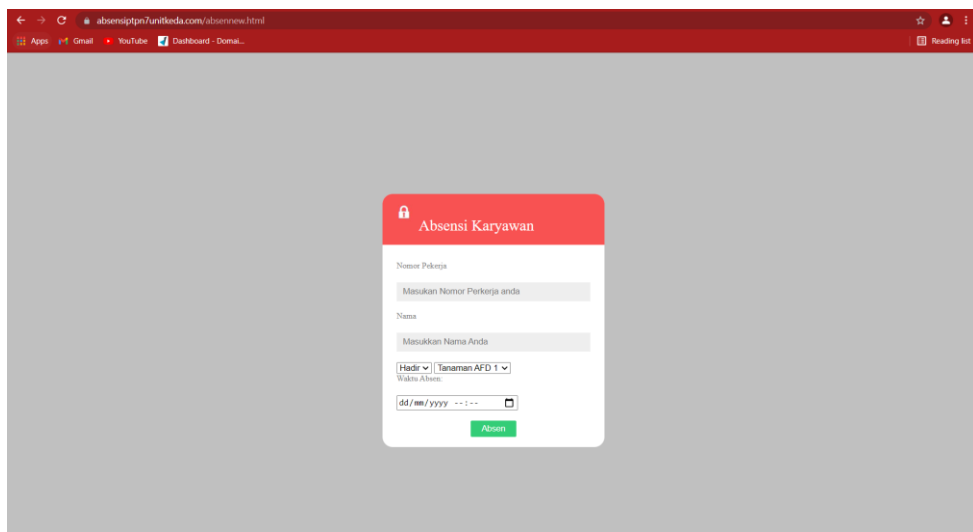 absensiptpn7unitkeda.com/absennew.html
Apps Gmail YouTube Dashboard - Domai... Reading list
Absensi Karyawan
Nomor Pekerja
Masukan Nomor Perkerja anda
Nama
Masukkan Nama Anda
Hadir Tanaman AFD 1
Waktu Absen:
dd/mm/yyyy --:--
Absen